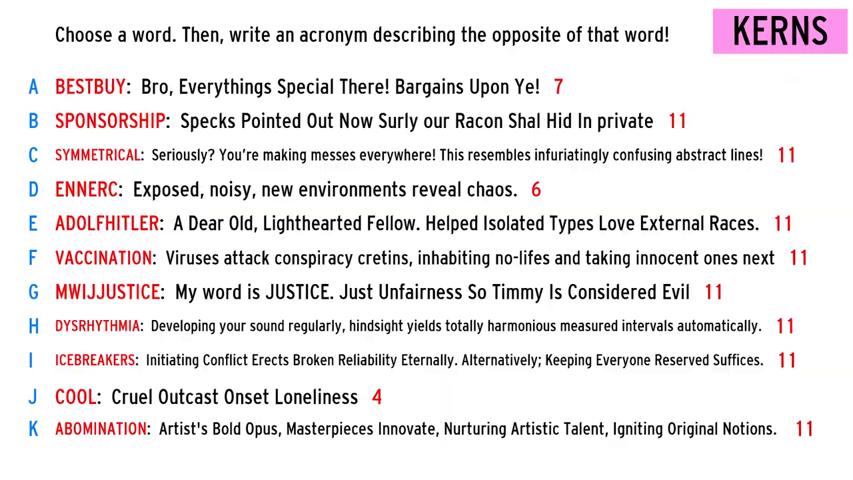 Choose a word. Then, write an acronym describing the opposite of that word!
KERNS
A BESTBUY: Bro, Everythings Special There! Bargains Upon Ye! 7
B SPONSORSHIP: Specks Pointed Out Now Surly our Racon Shal Hid In private 11
C SYMMETRICAL: Seriously? You're making messes everywhere! This resembles infuriatingly confusing abstract lines! 11
D ENNERC: Exposed, noisy, new environments reveal chaos. 6
E ADOLFHITLER: A Dear Old, Lighthearted Fellow. Helped Isolated Types Love External Races. 11
F VACCINATION: Viruses attack conspiracy cretins, inhabiting no-lifes and taking innocent ones next 11
G MWIJJUSTICE: My word is JUSTICE. Just Unfairness So Timmy Is Considered Evil 11
H DYSRHYTHMIA: Developing your sound regularly, hindsight yields totally harmonious measured intervals automatically. 11
I ICEBREAKERS: Initiating Conflict Erects Broken Reliability Eternally. Alternatively; Keeping Everyone Reserved Suffices. 11
J COOL: Cruel Outcast Onset Loneliness 4
K ABOMINATION: Artist's Bold Opus, Masterpieces Innovate, Nurturing Artistic Talent, Igniting Original Notions. 11